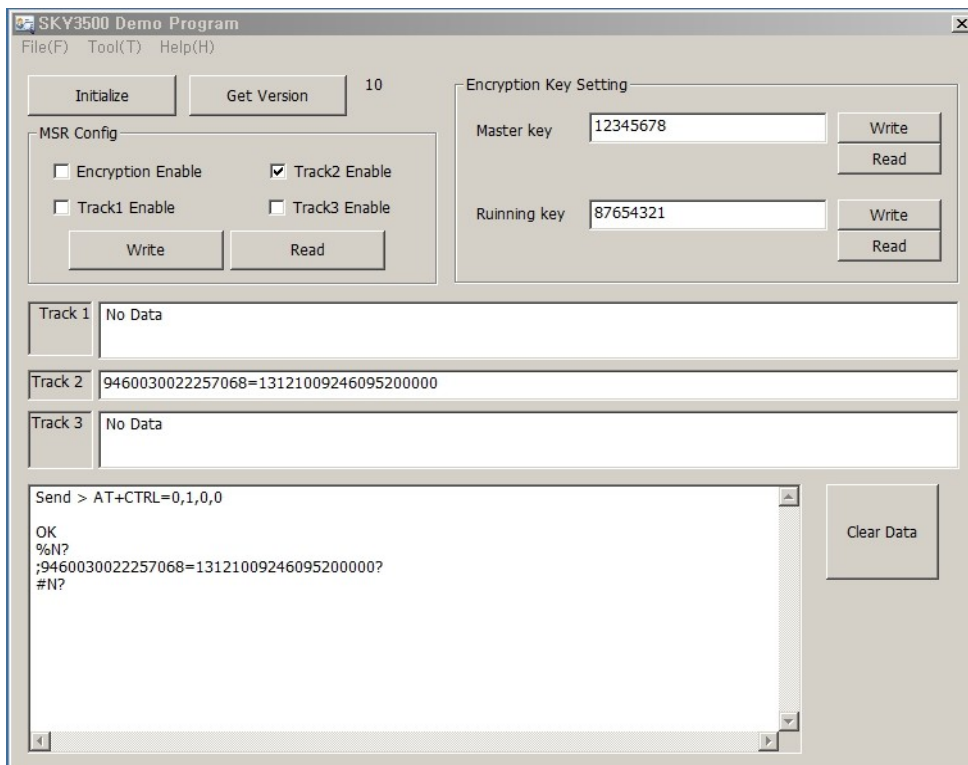 SKY3500 Demo Program
File(F) Tool(T) Help(H)
Initialize
Get Version
10
MSR Config
Encryption Enable
Track2 Enable
Track1 Enable
Track3 Enable
Write
Read
Encryption Key Setting
Master key
12345678
Write
Read
Ruinning key
87654321
Write
Read
Track 1
No Data
Track 2
9460030022257068=13121009246095200000
Track 3
No Data
Send > AT+CTRL=0,1,0,0
OK
%N?
;9460030022257068=13121009246095200000?
#N?
Clear Data